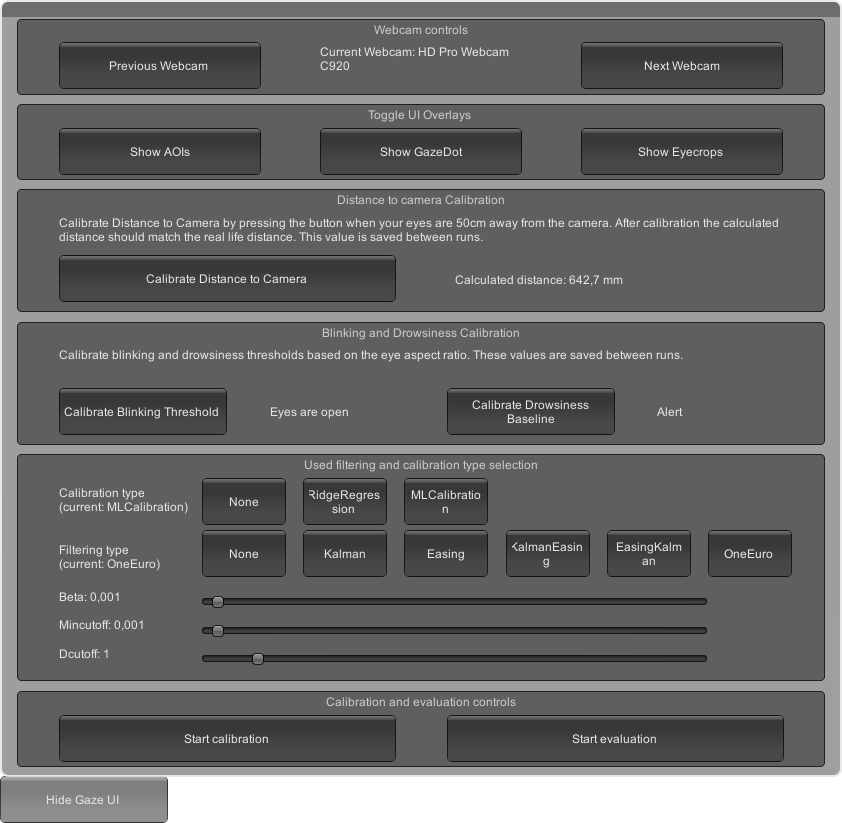 Webcam controls
Previous Webcam
Current Webcam: HD Pro Webcam
C920
Next Webcam
Toggle UI Overlays
Show AOIs
Show GazeDot
Show Eyecrops
Distance to camera Calibration
Calibrate Distance to Camera by pressing the button when your eyes are 50cm away from the camera. After calibration the calculated
distance should match the real life distance. This value is saved between runs.
Calibrate Distance to Camera
Calculated distance: 642,7 mm
Blinking and Drowsiness Calibration
Calibrate blinking and drowsiness thresholds based on the eye aspect ratio. These values are saved between runs.
Calibrate Blinking Threshold
Eyes are open
Calibrate Drowsiness
Baseline
Alert
Used filtering and calibration type selection
Calibration type
(current: MLCalibration)
None
RidgeRegres
sion
MLCalibratio
n
Filtering type
(current: OneEuro)
None
Kalman
Easing
KalmanEasin
g
EasingKalm
an
OneEuro
Beta: 0,001
Mincutoff: 0,001
Dcutoff: 1
Calibration and evaluation controls
Start calibration
Start evaluation
Hide Gaze UI